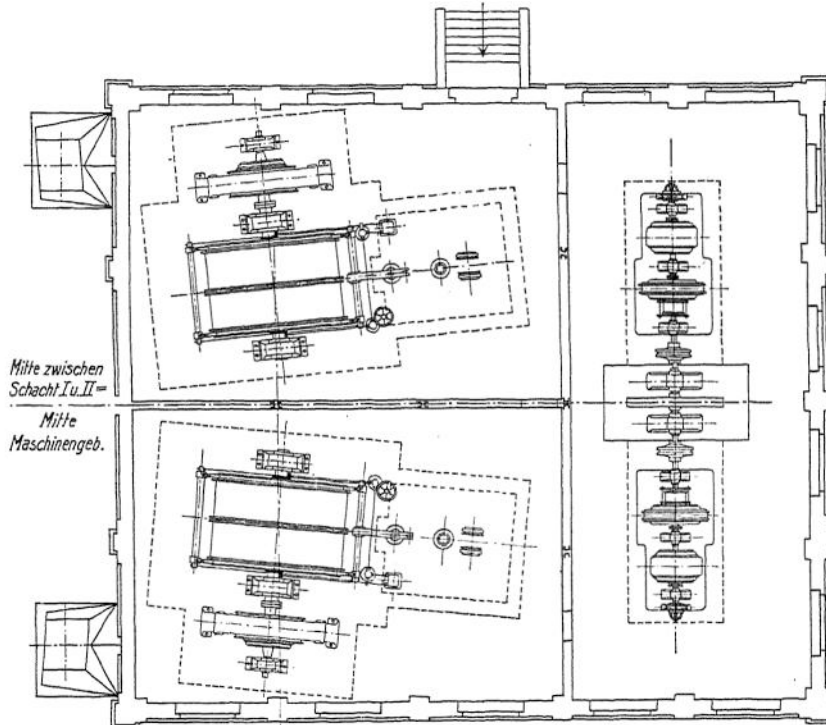 Mitte zwischen
Schacht I u. II =
Mitte
Maschinengeb.